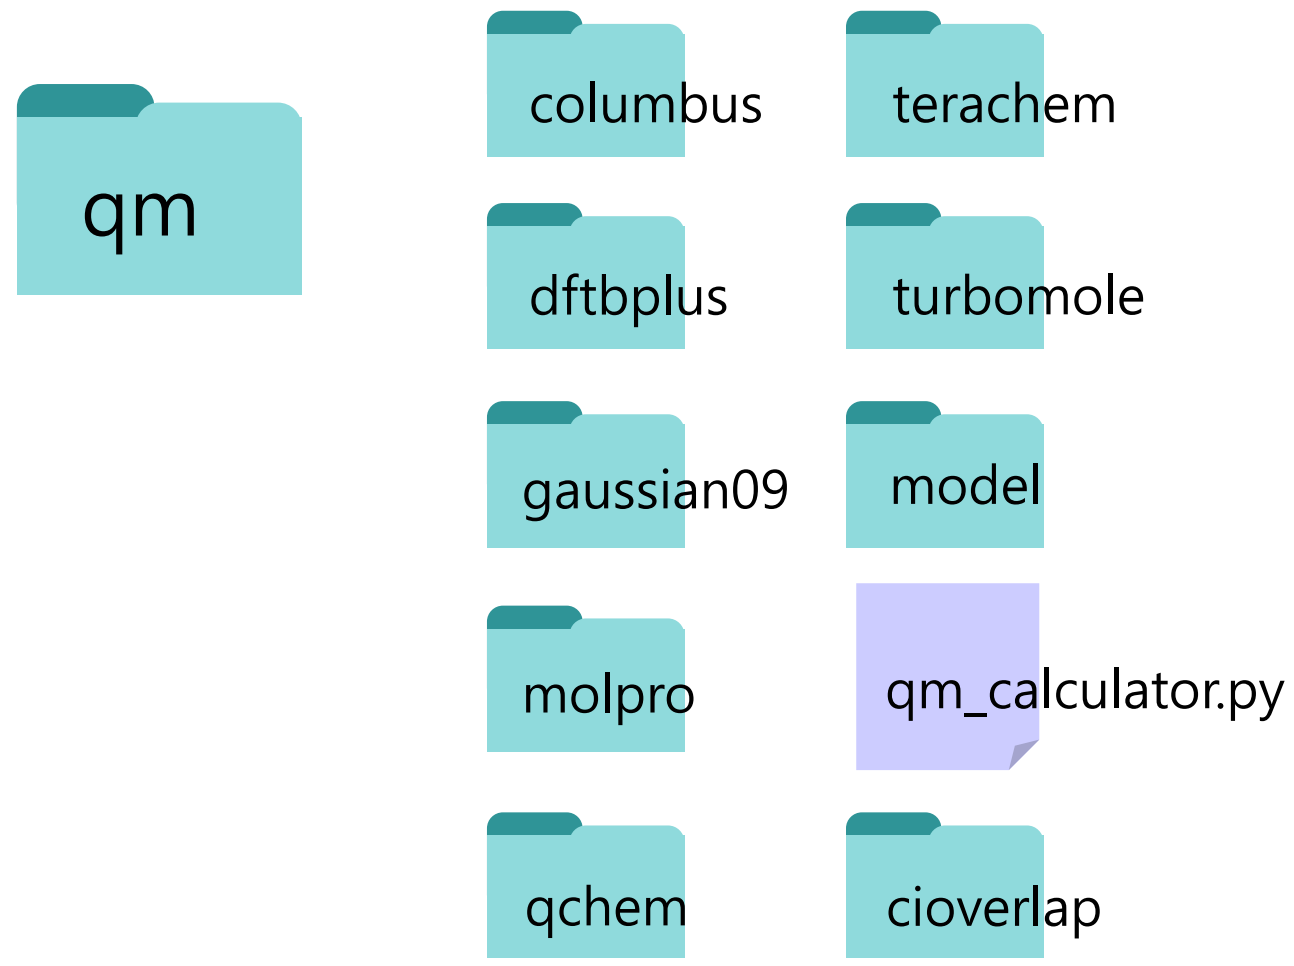 qm
columbus
dftbplus
gaussian09
molpro
qchem
terachem
turbomole
model
qm_calculator.py
cioverlap